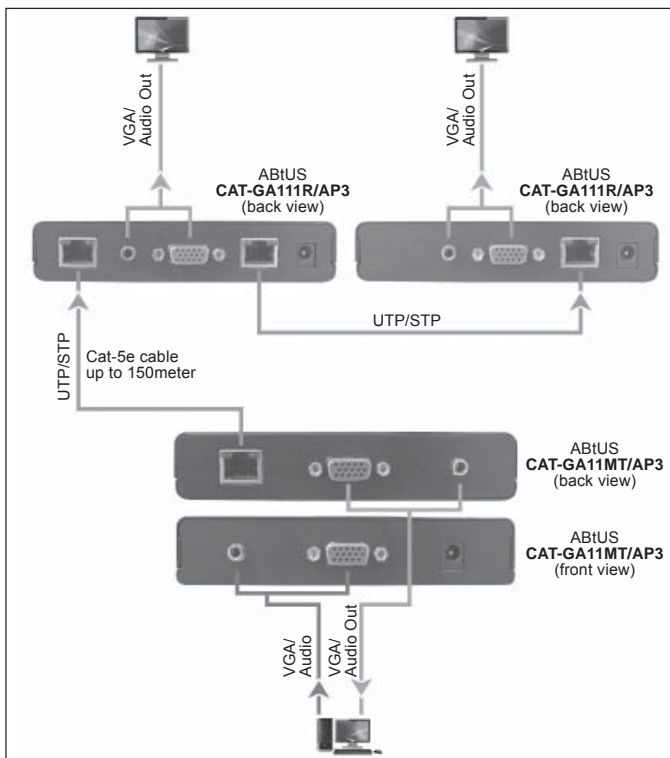 VGA/
Audio Out
VGA/
Audio Out
ABtUS
CAT-GA111R/AP3
(back view)
ABtUS
CAT-GA111R/AP3
(back view)
UTP/STP
UTP/STP
Cat-5e cable
up to 150meter
ABtUS
CAT-GA11MT/AP3
(back view)
ABtUS
CAT-GA11MT/AP3
(front view)
VGA/
Audio
VGA/
Audio Out